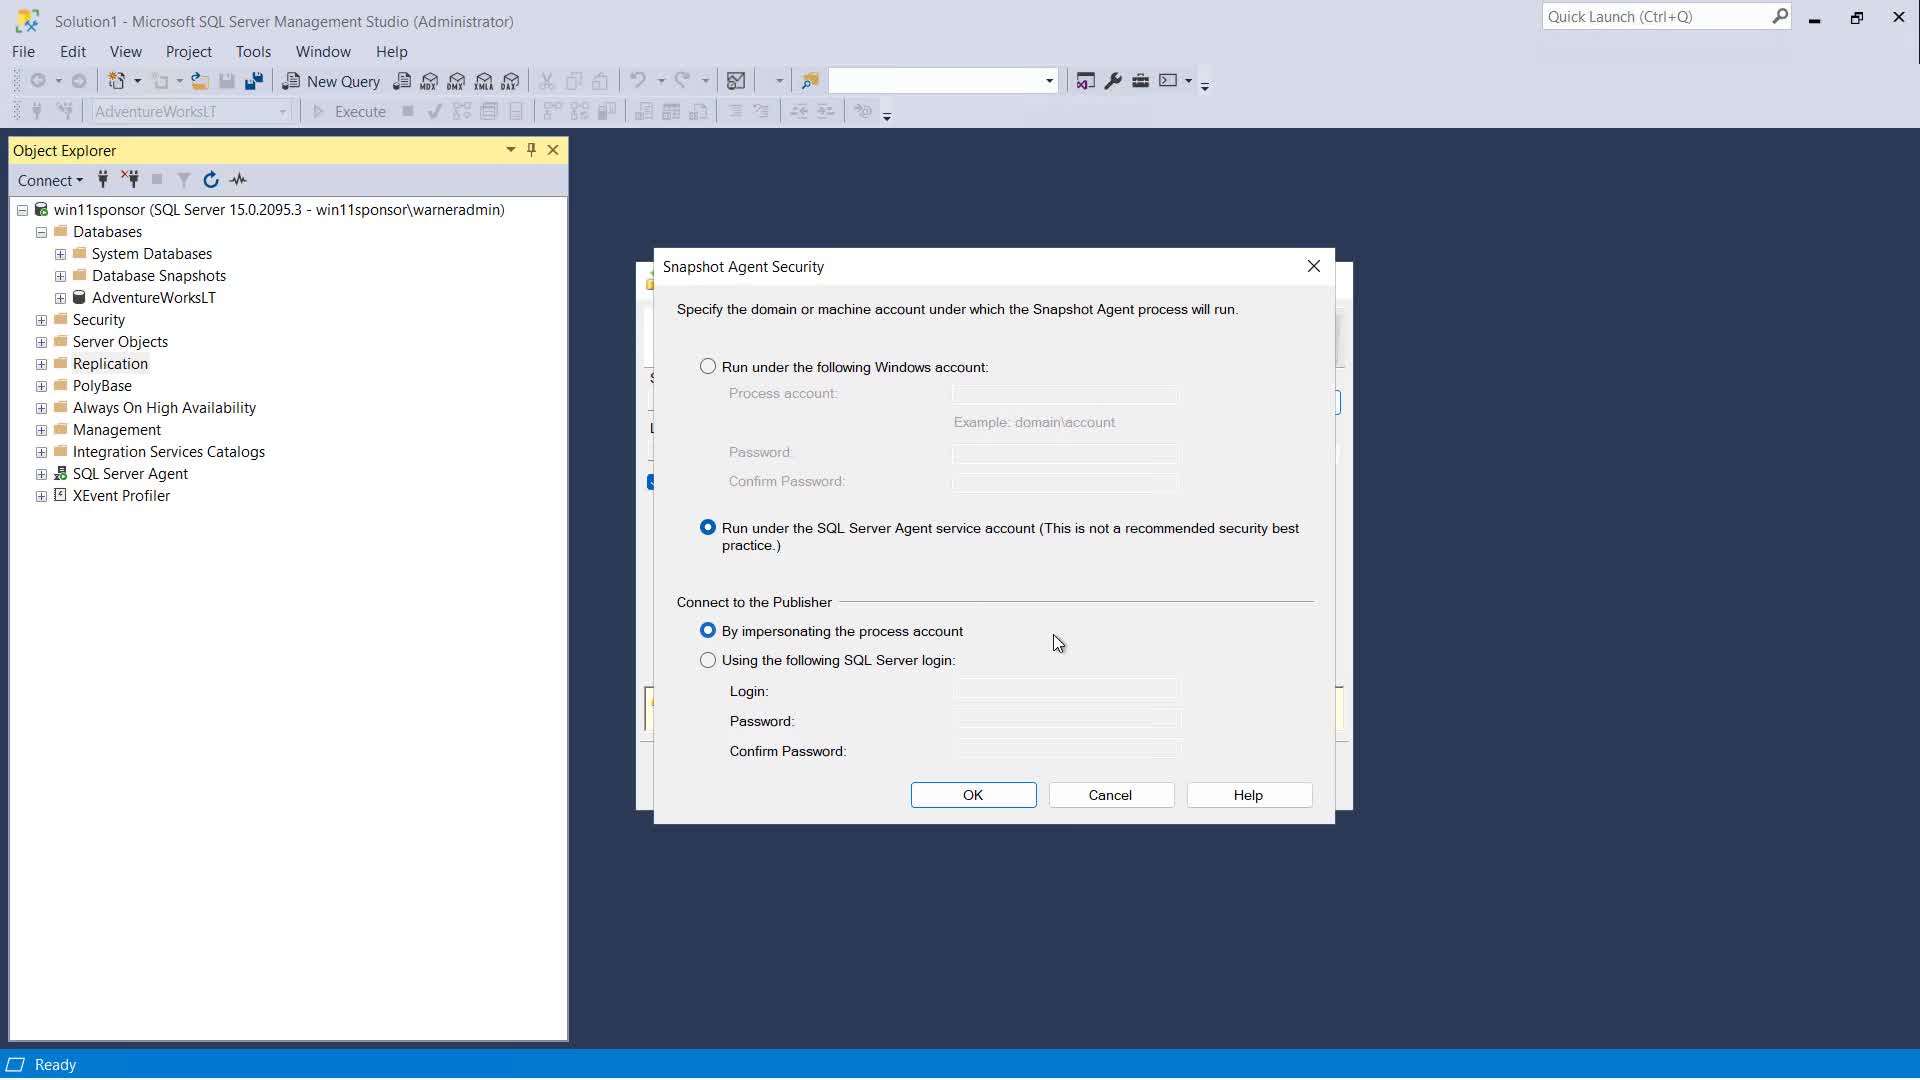 Solution1 - Microsoft SQL Server Management Studio (Administrator)
Quick Launch (Ctrl+Q)
File Edit View Project Tools Window Help
New Query
MDX DMX XMLA DAX
AdventureWorksLT
Execute
Object Explorer
Connect
win11sponsor (SQL Server 15.0.2095.3 - win11sponsor\warneradmin)
Databases
System Databases
Database Snapshots
AdventureWorksLT
Security
Server Objects
Replication
PolyBase
Always On High Availability
Management
Integration Services Catalogs
SQL Server Agent
XEvent Profiler
Snapshot Agent Security
Specify the domain or machine account under which the Snapshot Agent process will run.
Run under the following Windows account:
Process account:
Example: domain\account
Password:
Confirm Password:
Run under the SQL Server Agent service account (This is not a recommended security best
practice.)
Connect to the Publisher
By impersonating the process account
Using the following SQL Server login:
Login:
Password:
Confirm Password:
OK
Cancel
Help
Ready